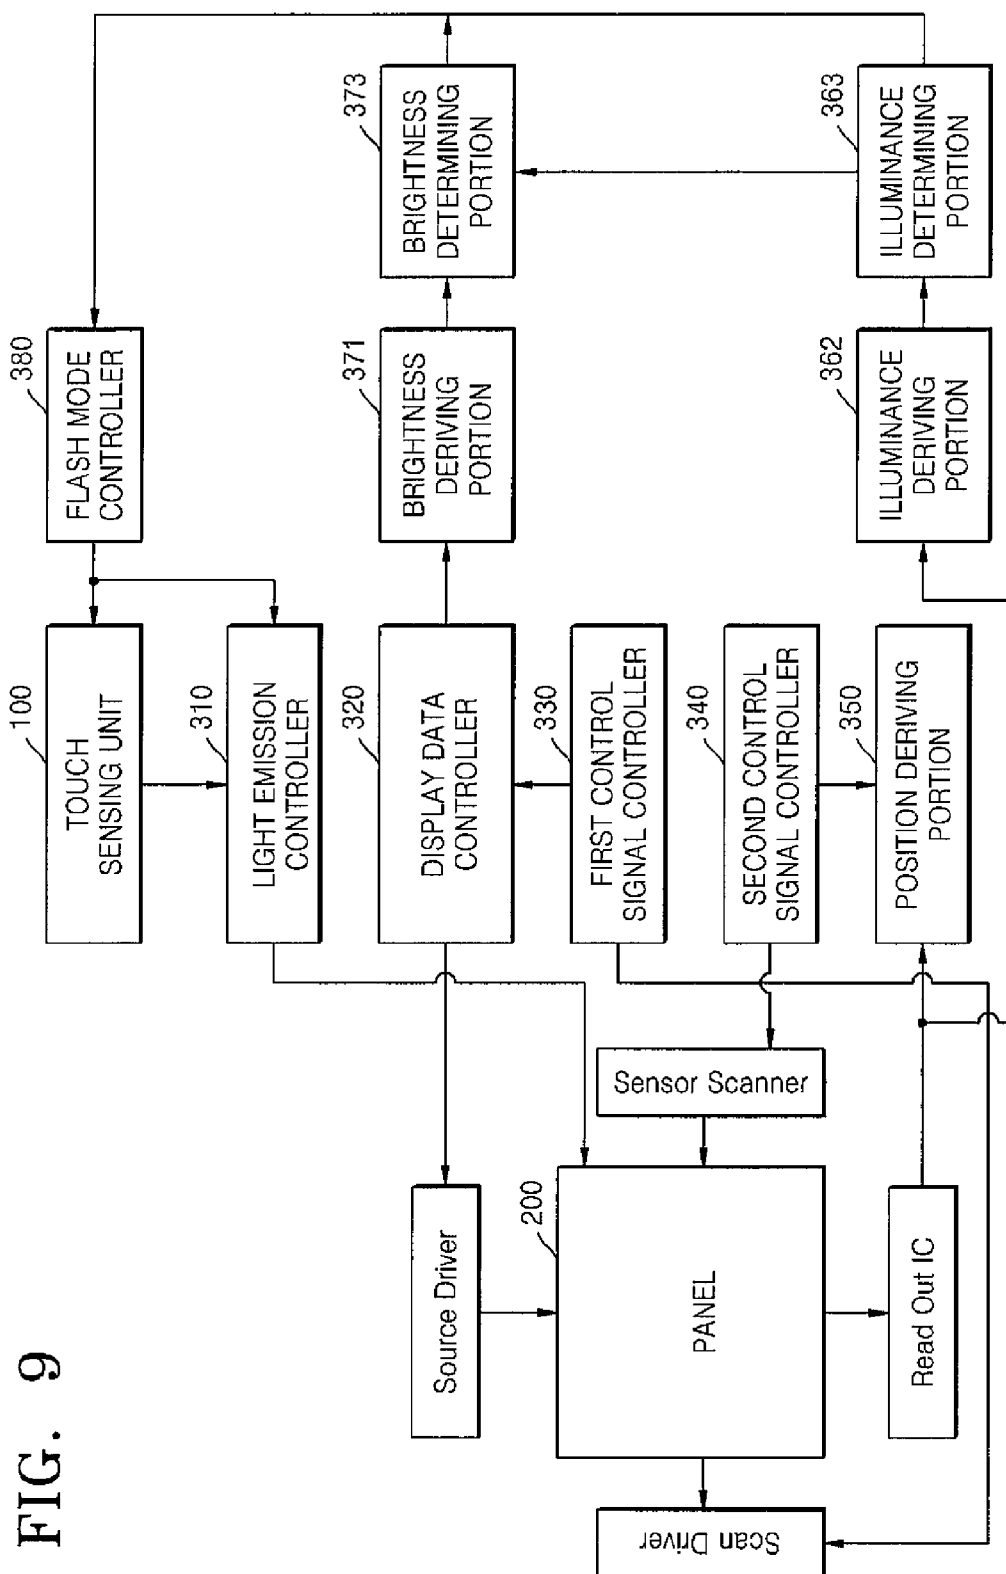 FIG. 9
100
TOUCH
SENSING UNIT
380
FLASH MODE
CONTROLLER
310
LIGHT EMISSION
CONTROLLER
Source Driver
320
DISPLAY DATA
CONTROLLER
371
BRIGHTNESS
DERIVING
PORTION
373
BRIGHTNESS
DETERMINING
PORTION
Scan Driver
200
PANEL
Sensor Scanner
330
FIRST CONTROL
SIGNAL CONTROLLER
340
SECOND CONTROL
SIGNAL CONTROLLER
Read Out IC
350
POSITION DERIVING
PORTION
362
ILLUMINANCE
DERIVING
PORTION
363
ILLUMINANCE
DETERMINING
PORTION